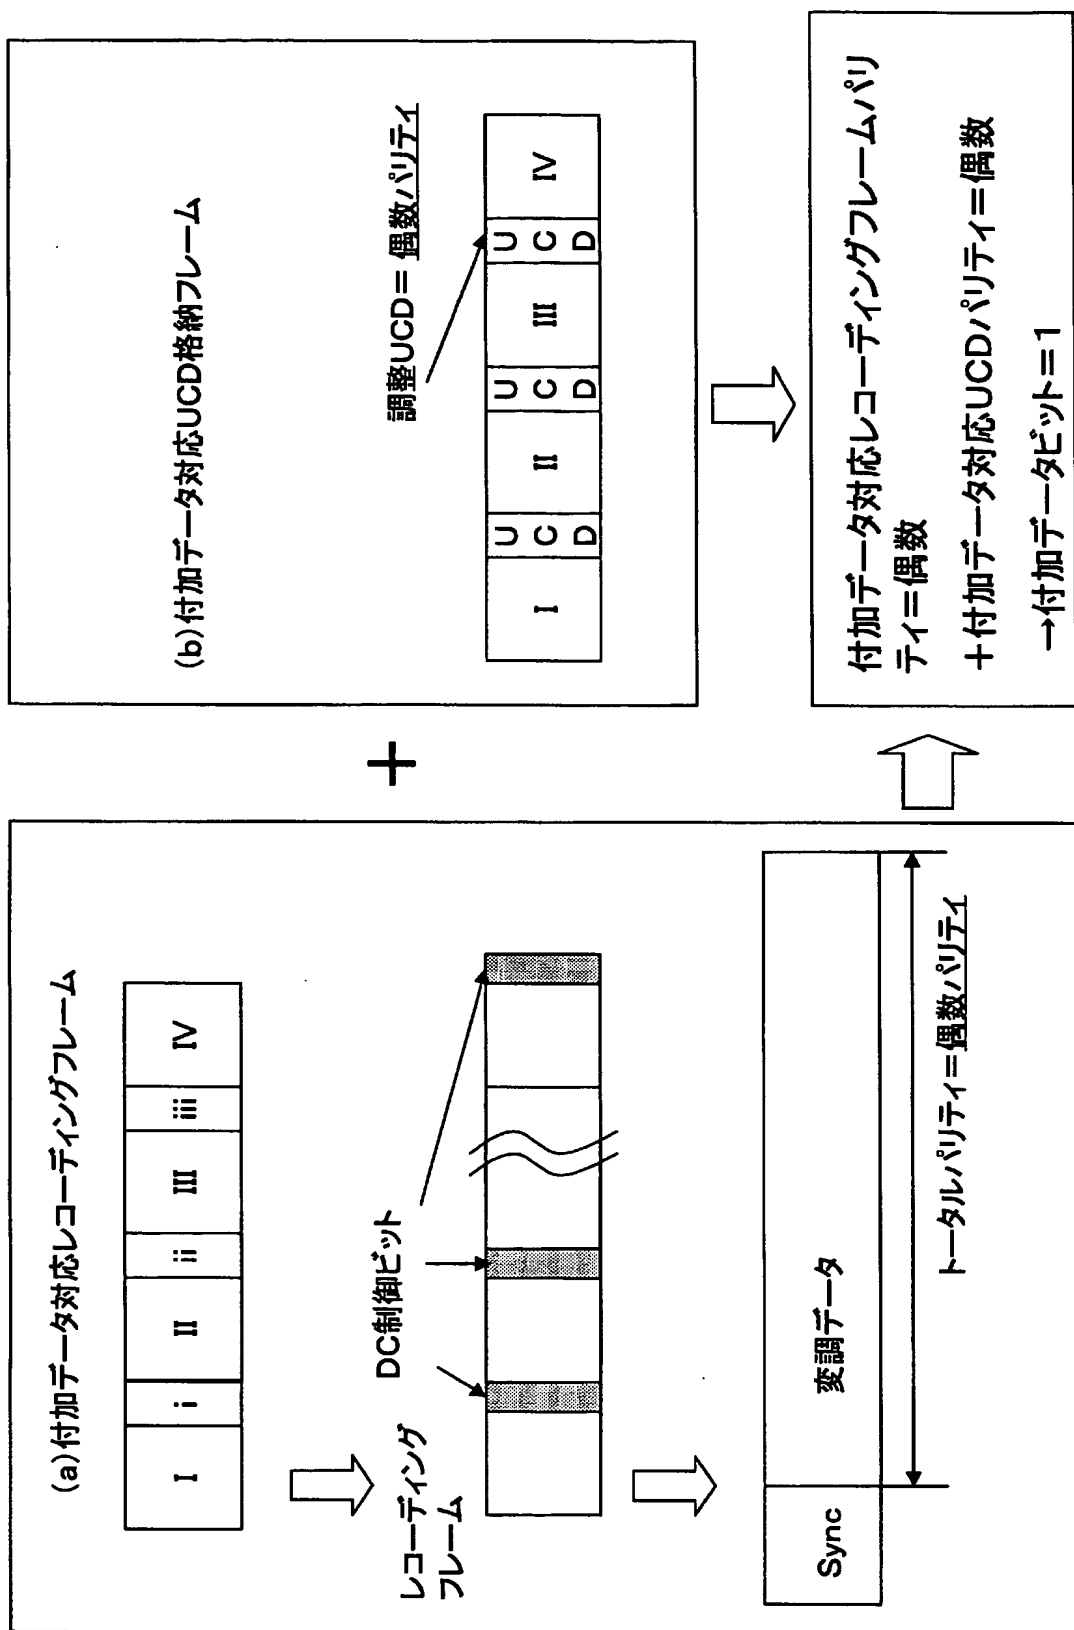 (a)付加データ対応レコーディングフレーム
I i II ii III iii IV
レコーディング
フレーム
DC制御ビット
Sync 変調データ
トータルパリティ=偶数パリティ
+
(b)付加データ対応UCD格納フレーム
調整UCD=偶数パリティ
I UCD II UCD III UCD IV
付加データ対応レコーディングフレームパリ
ティ=偶数
+付加データ対応UCDパリティ=偶数
→付加データビット=1